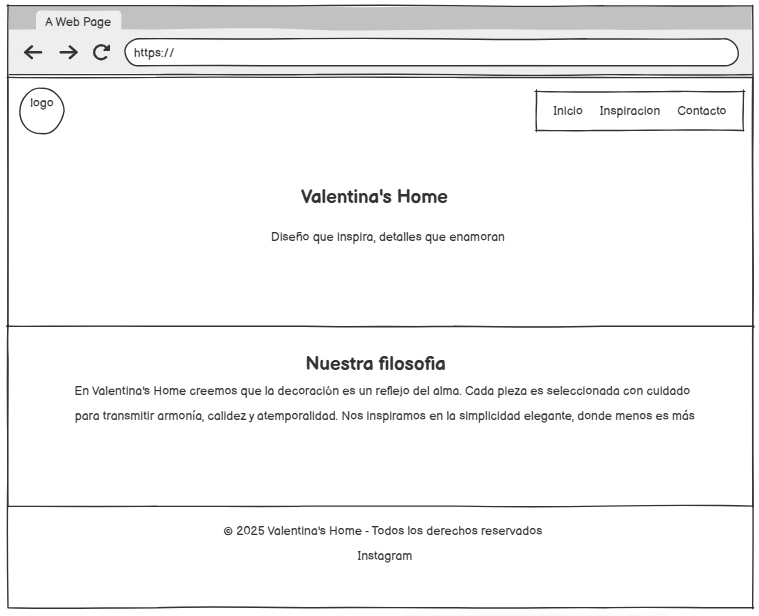 A Web Page
https://
logo
Inicio Inspiracion Contacto
Valentina's Home
Diseño que inspira, detalles que enamoran
Nuestra filosofia
En Valentina's Home creemos que la decoración es un reflejo del alma. Cada pieza es seleccionada con cuidado
para transmitir armonía, calidez y atemporalidad. Nos inspiramos en la simplicidad elegante, donde menos es más
© 2025 Valentina's Home - Todos los derechos reservados
Instagram